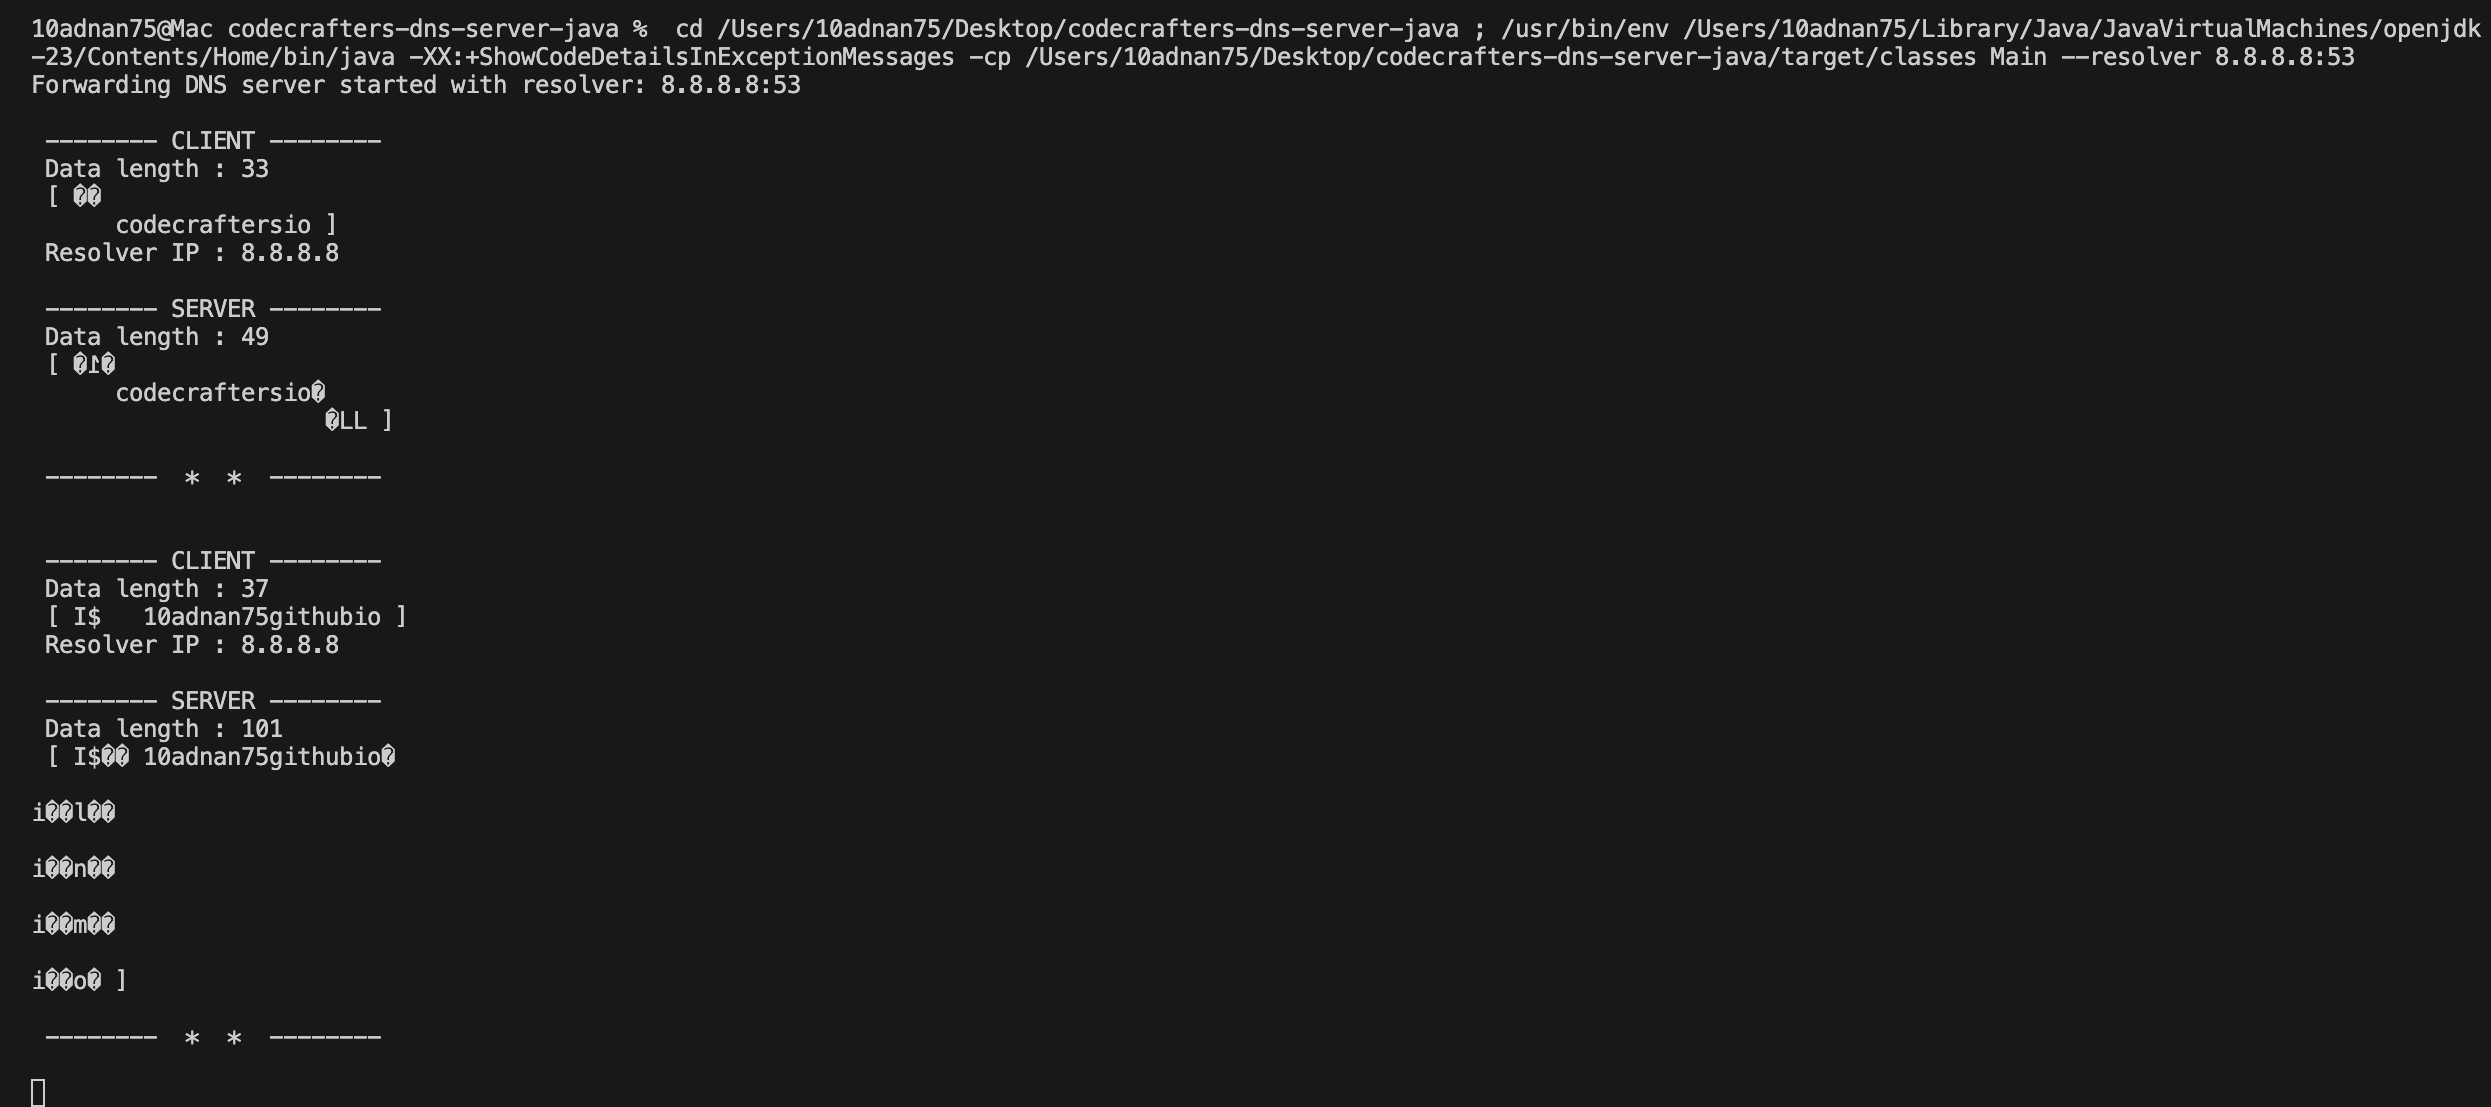 10adnan75@Mac codecrafters-dns-server-java %  cd /Users/10adnan75/Desktop/codecrafters-dns-server-java ; /usr/bin/env /Users/10adnan75/Library/Java/JavaVirtualMachines/openjdk
-23/Contents/Home/bin/java -XX:+ShowCodeDetailsInExceptionMessages -cp /Users/10adnan75/Desktop/codecrafters-dns-server-java/target/classes Main --resolver 8.8.8.8:53
Forwarding DNS server started with resolver: 8.8.8.8:53
-------- CLIENT --------
Data length : 33
[ ��
codecraftersio ]
Resolver IP : 8.8.8.8
-------- SERVER --------
Data length : 49
[ ��
codecraftersio�
�LL ]
--------  *  *  --------
-------- CLIENT --------
Data length : 37
[ I$   10adnan75githubio ]
Resolver IP : 8.8.8.8
-------- SERVER --------
Data length : 101
[ I$�� 10adnan75githubio�
i��l��
i��n��
i��m��
i��o� ]
--------  *  *  --------